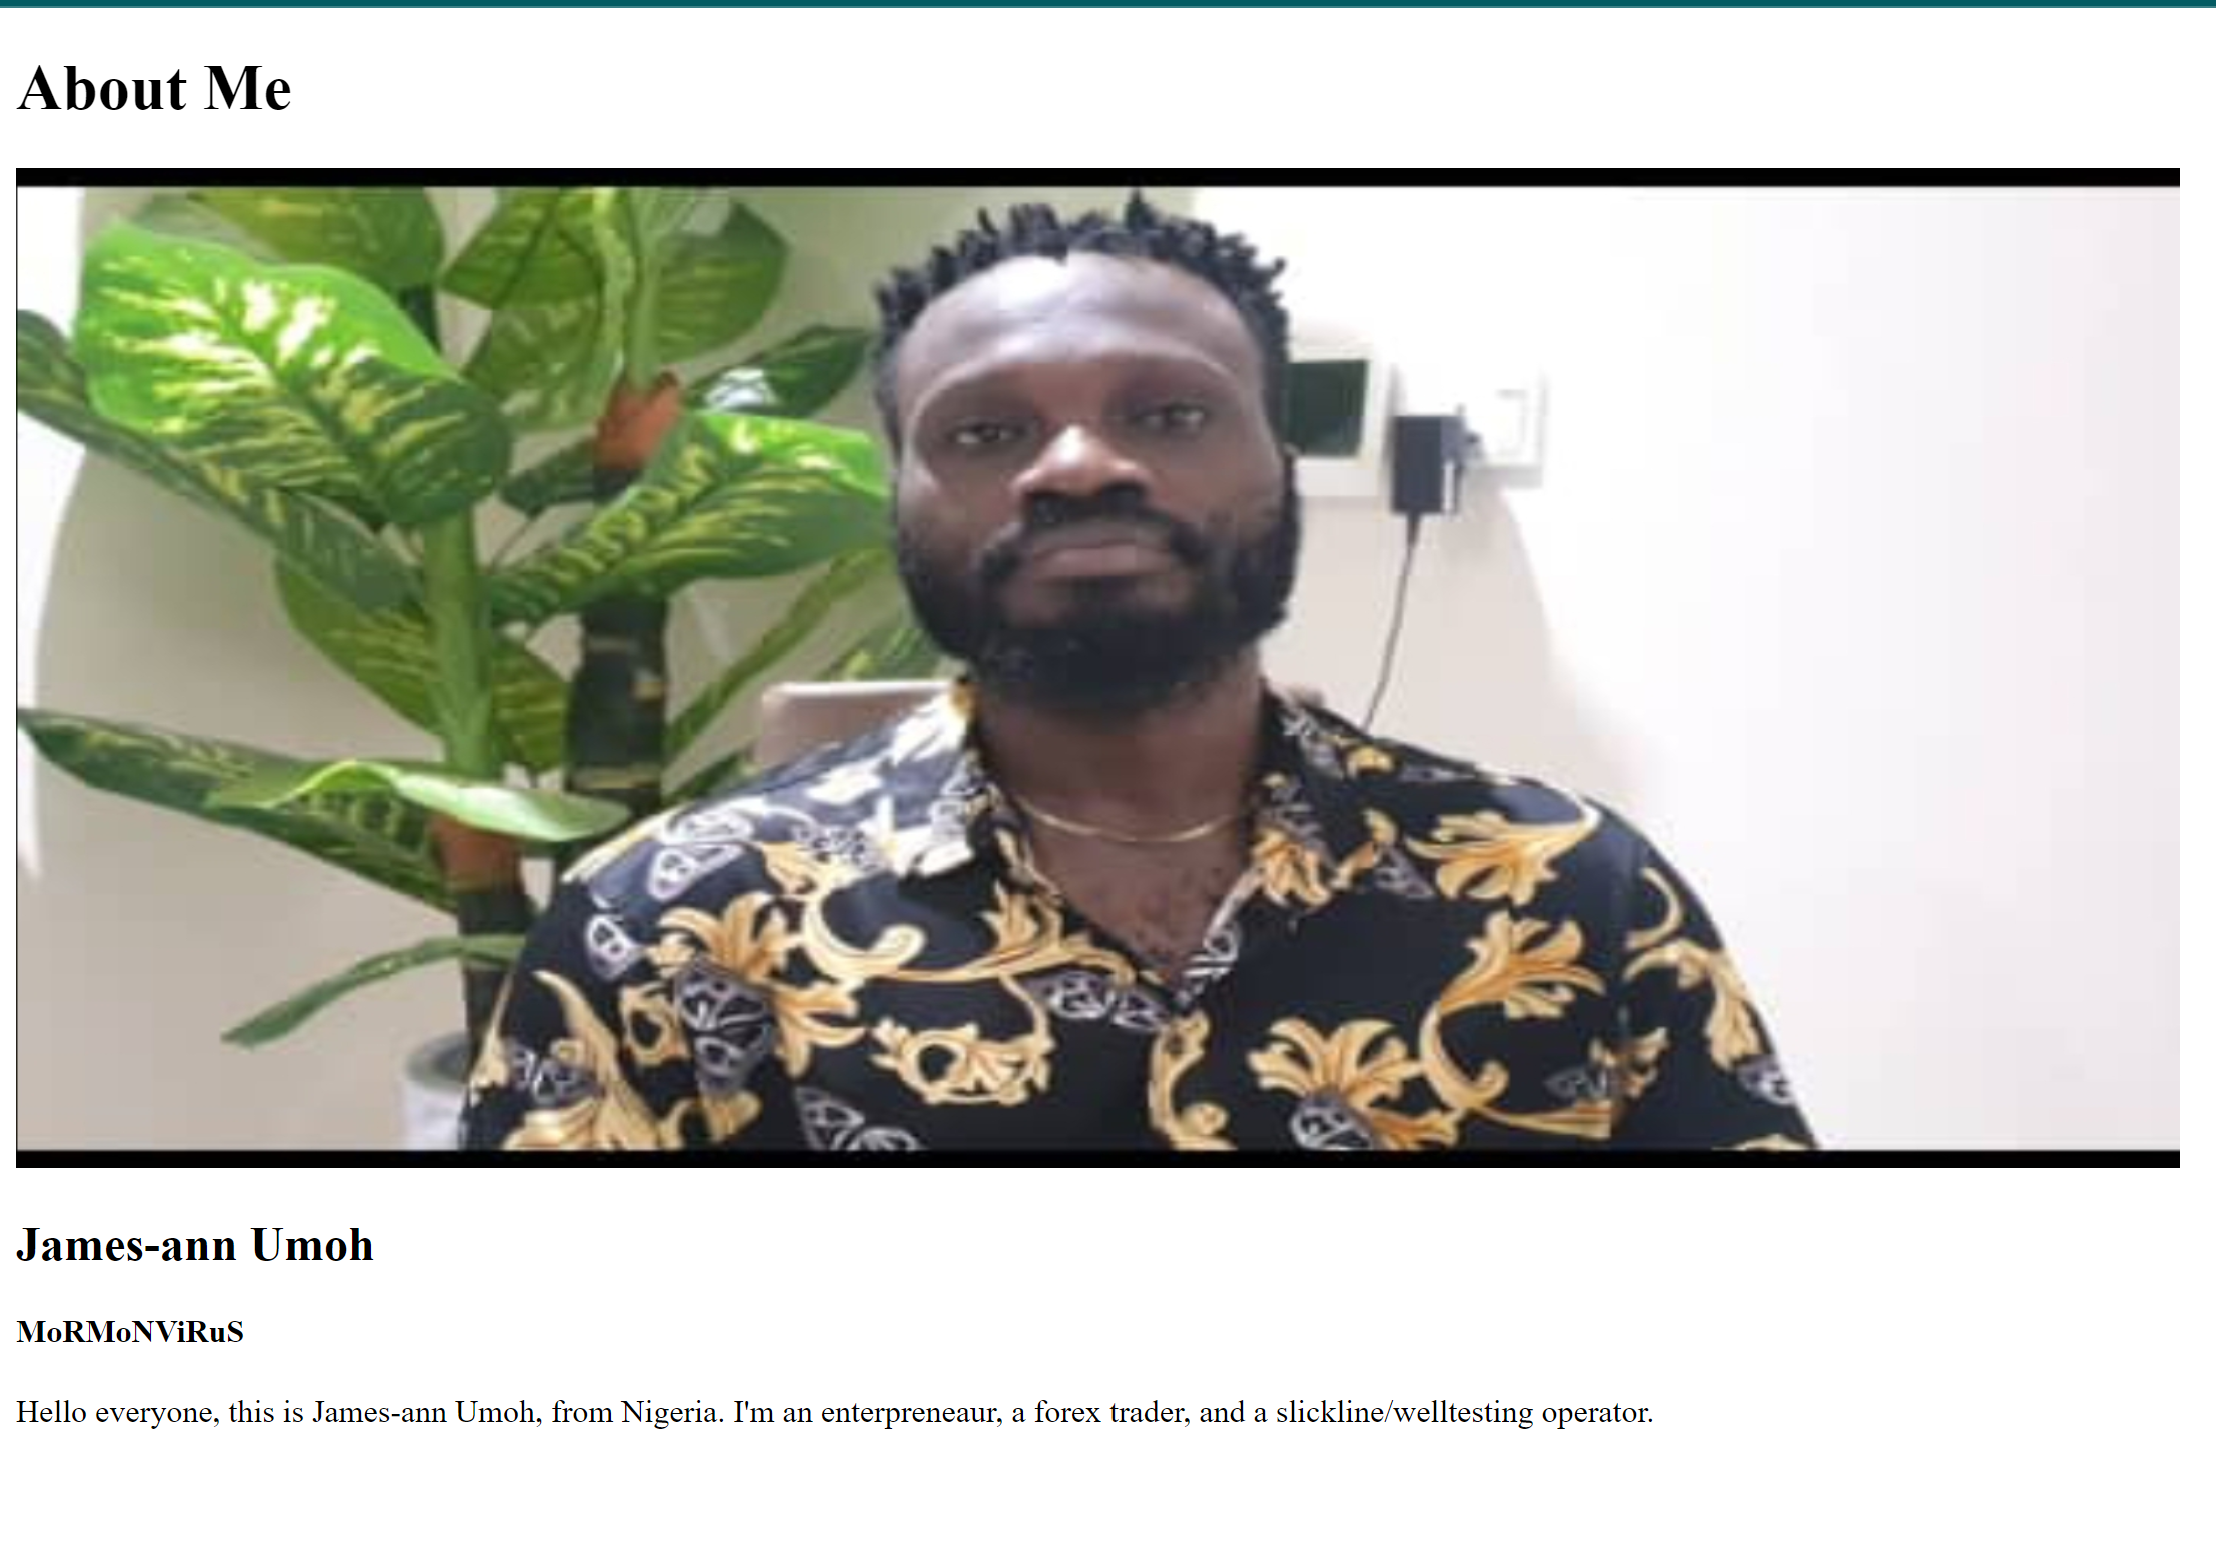 About Me
James-ann Umoh
MoRMoNViRuS
Hello everyone, this is James-ann Umoh, from Nigeria. I'm an enterpreneaur, a forex trader, and a slickline/welltesting operator.